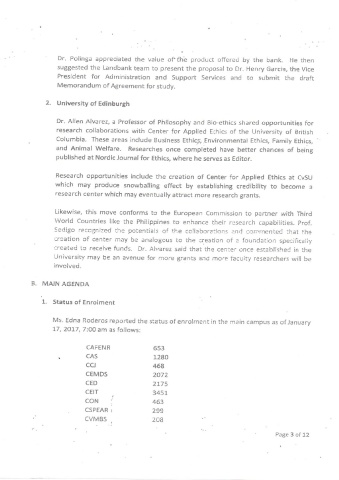 Dr. Polinga appreciated the value of the product offered by the bank. He then
suggested the Landbank team to present the proposal to Dr. Henry Garcia, the Vice
President for Administration and Support Services and to submit the draft
Memorandum of Agreement for study.
2. University of Edinburgh
Dr. Allen Alvarez, a Professor of Philosophy and Bio-ethics shared opportunities for
research collaborations with Center for Applied Ethics of the University of British
Columbia. These areas include Business Ethics, Environmental Ethics, Family Ethics,
and Animal Welfare. Researches once completed have better chances of being
published at Nordic Journal for Ethics, where he serves as Editor.
Research opportunities include the creation of Center for Applied Ethics at CvSU
which may produce snowballing effect by establishing credibility to become a
research center which may eventually attract more research grants.
Likewise, this move conforms to the European Commission to partner with Third
World Countries like the Philippines to enhance their research capabilities. Prof.
Sodigo recognized the potentials of the collaborations and commented that the
creation of center may be analogous to the creation of a foundation specifically
created to receive funds. Dr. Alvarez said that the center once established in the
University may be an avenue for more grants and more faculty researchers will be
involved.
B. MAIN AGENDA
1. Status of Enrolment
Ms. Edna Roderos reported the status of enrolment in the main campus as of January
17, 2017, 7:00 am as follows:
CAFENR 653
CAS 1280
CCJ 468
CEMDS 2072
CED 2175
CEIT 3451
CON 463
CSPEAR 295
CVMBS 208
Page 3 of 12